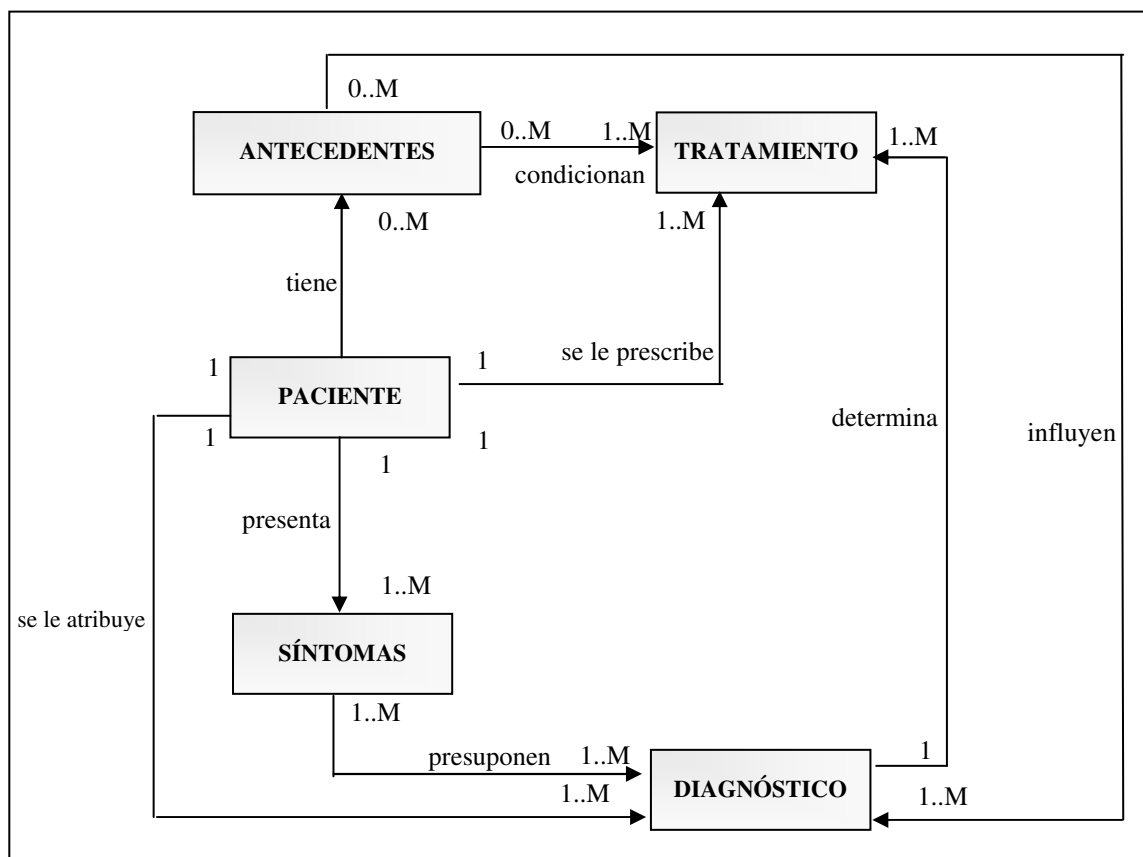 0..M
ANTECEDENTES
0..M
1..M
TRATAMIENTO
1..M
condicionan
0..M
1..M
tiene
se le prescribe
1
1
PACIENTE
determina
influyen
1
1
1
presenta
1..M
se le atribuye
SÍNTOMAS
1..M
presuponen
1..M
1
DIAGNÓSTICO
1..M
1..M